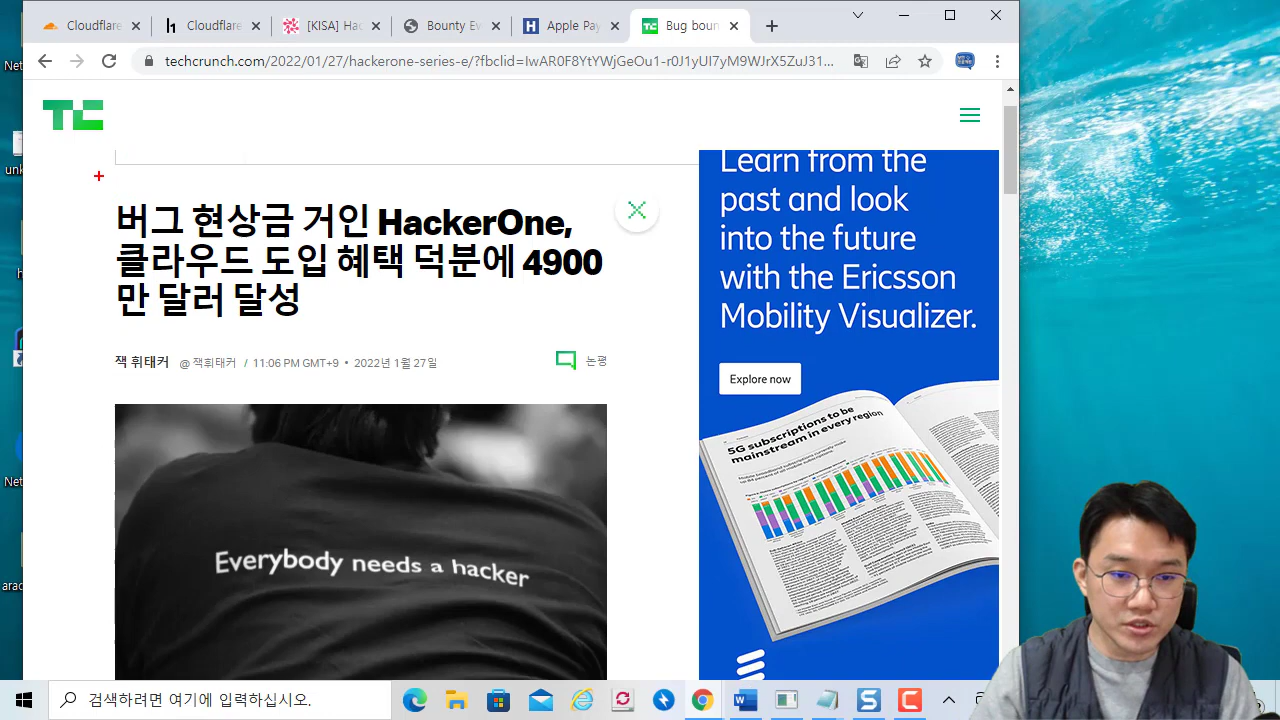 Cloudflare
Cloudflare
[KISA] Hac
Bounty Ev
Apple Pay
Bug boun
techcrunch.com/2022/01/27/hackerone-series-e/?fbclid=IwAR0F8YtYWjGeOu1-r0J1yUI7yM9WJrX5ZuJ31...
TC
버그 현상금 거인 HackerOne,
클라우드 도입 혜택 덕분에 4900
만 달러 달성
잭 휘태커 @ 잭휘태커 / 11:06 PM GMT+9 • 2022년 1월 27일
논평
Everybody needs a hacker
Learn from the
past and look
into the future
with the Ericsson
Mobility Visualizer.
Explore now
5G subscriptions to be
mainstream in every region
Net
unk
Net
arac
검색하려면 여기에 입력하십시오.